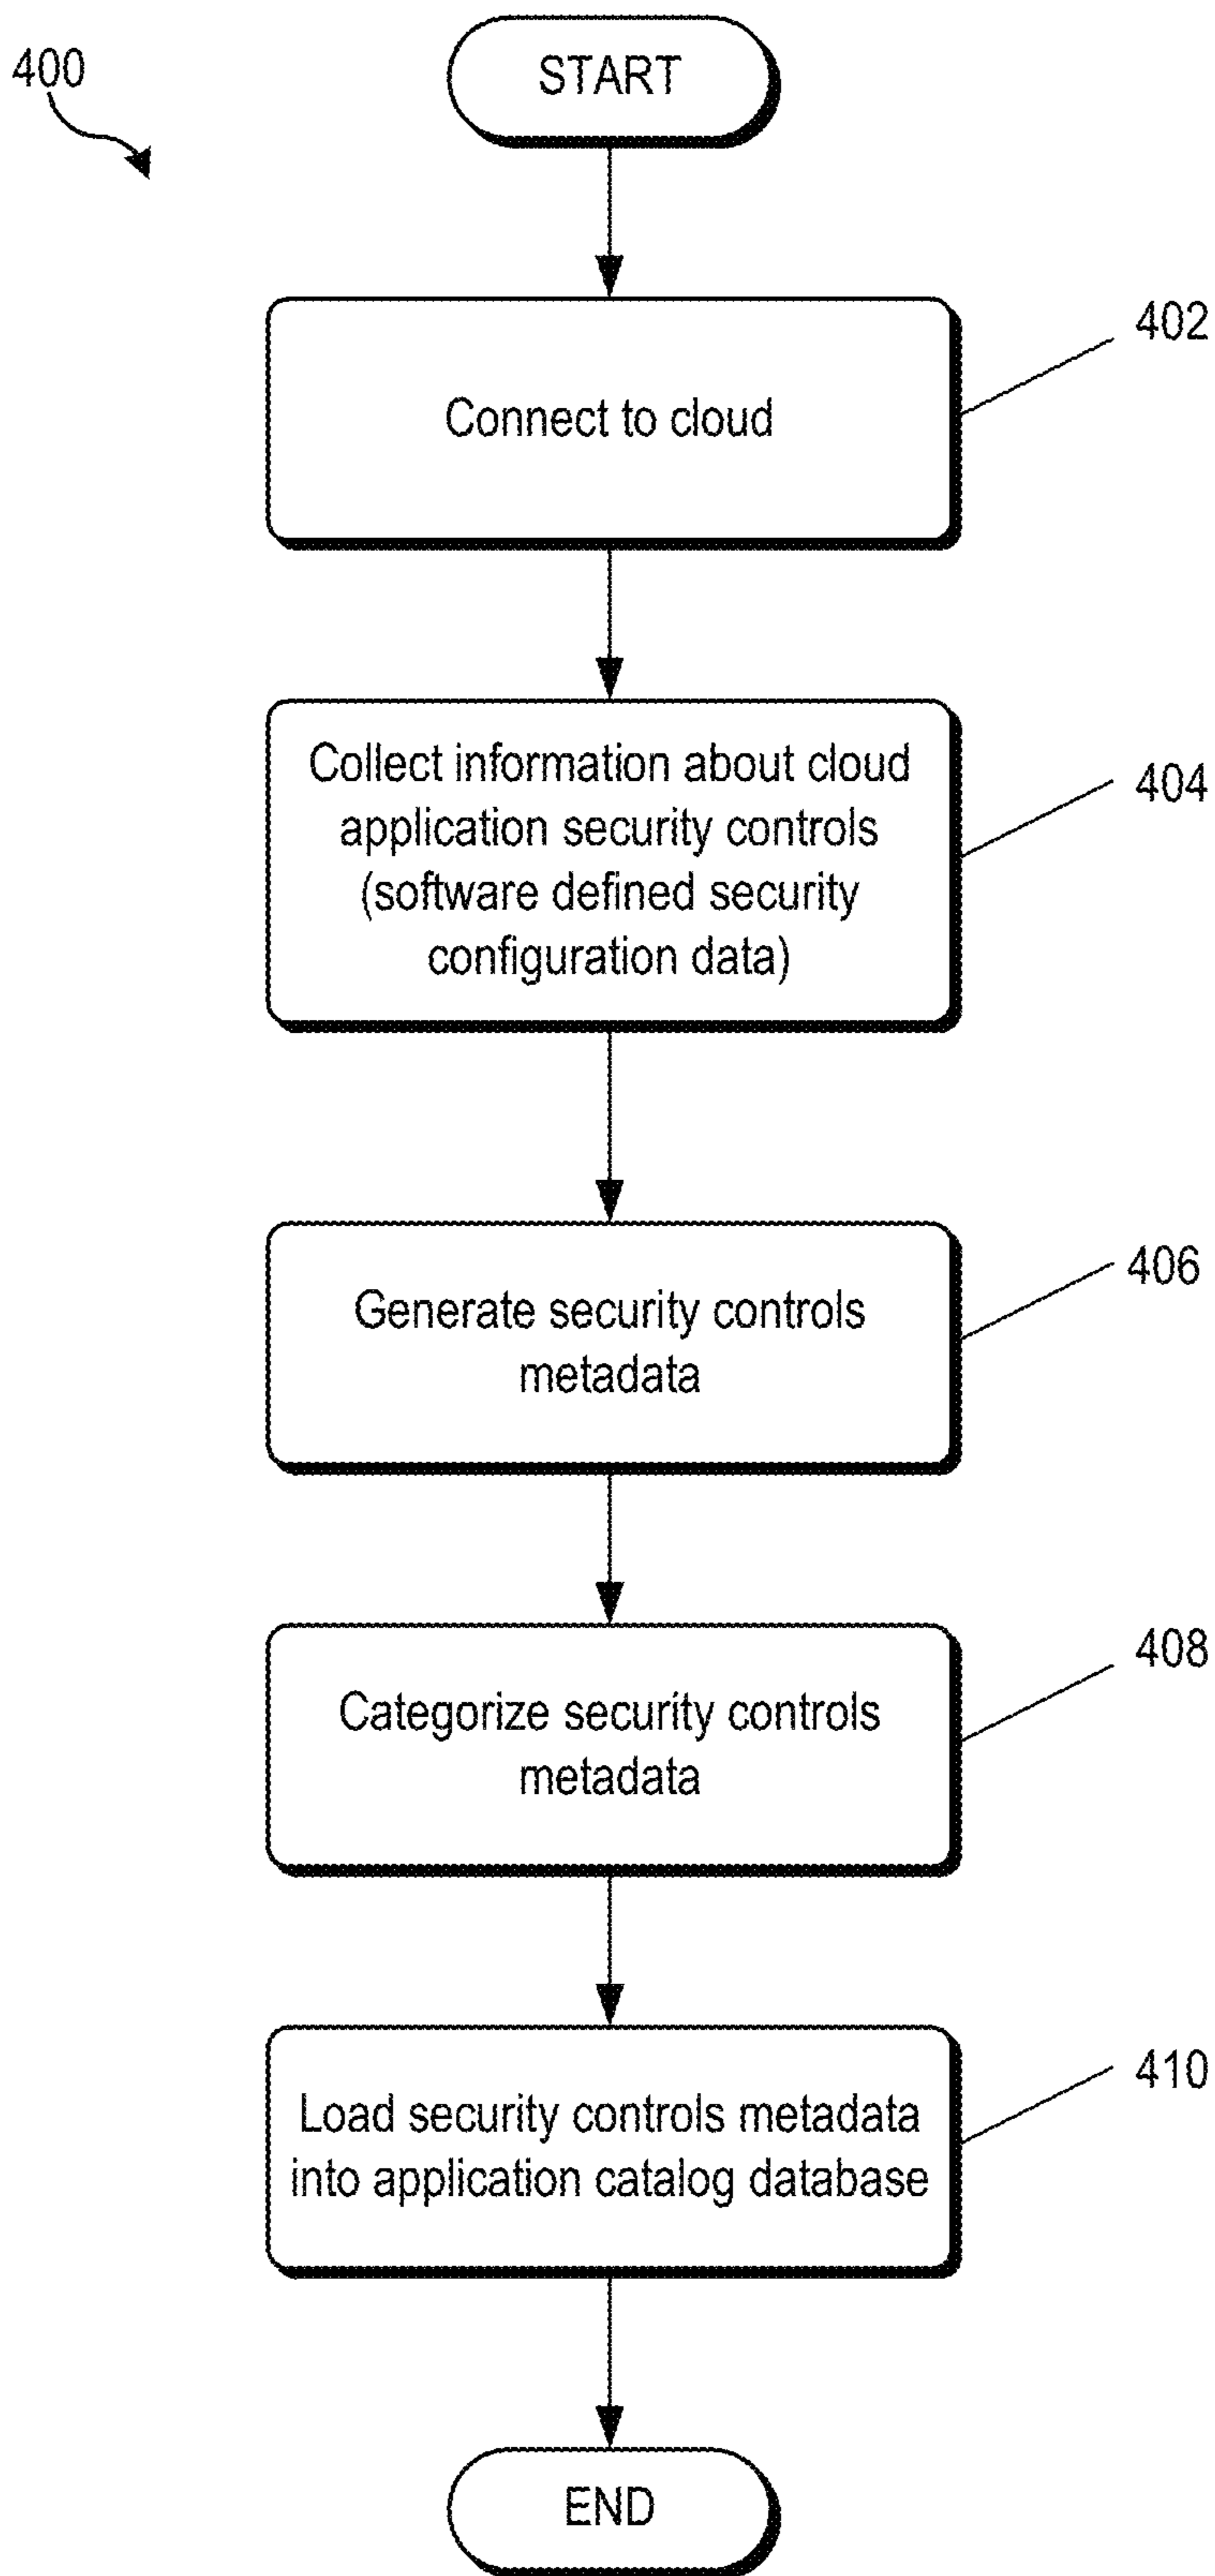 400
START
402
Connect to cloud
404
Collect information about cloud
application security controls
(software defined security
configuration data)
406
Generate security controls
metadata
408
Categorize security controls
metadata
410
Load security controls metadata
into application catalog database
END